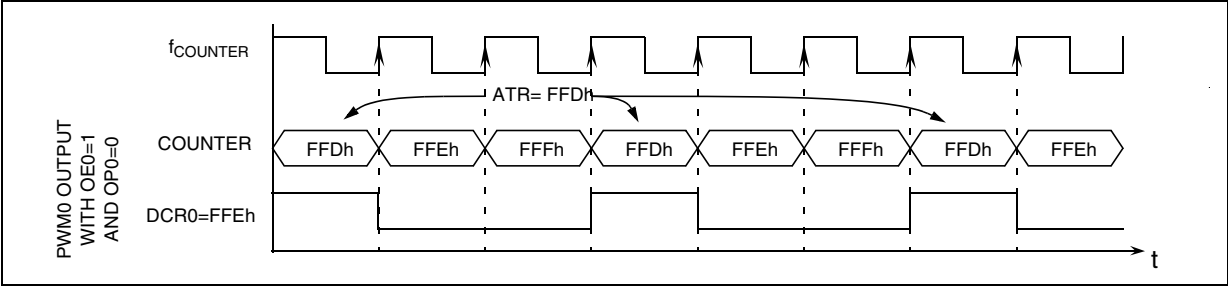 fCOUNTER
ATR= FFDh
COUNTER
FFDh FFEh FFFh FFDh FFEh FFFh FFDh FFEh
PWM0 OUTPUT
WITH OE0=1
AND OP0=0
DCR0=FFEh
t